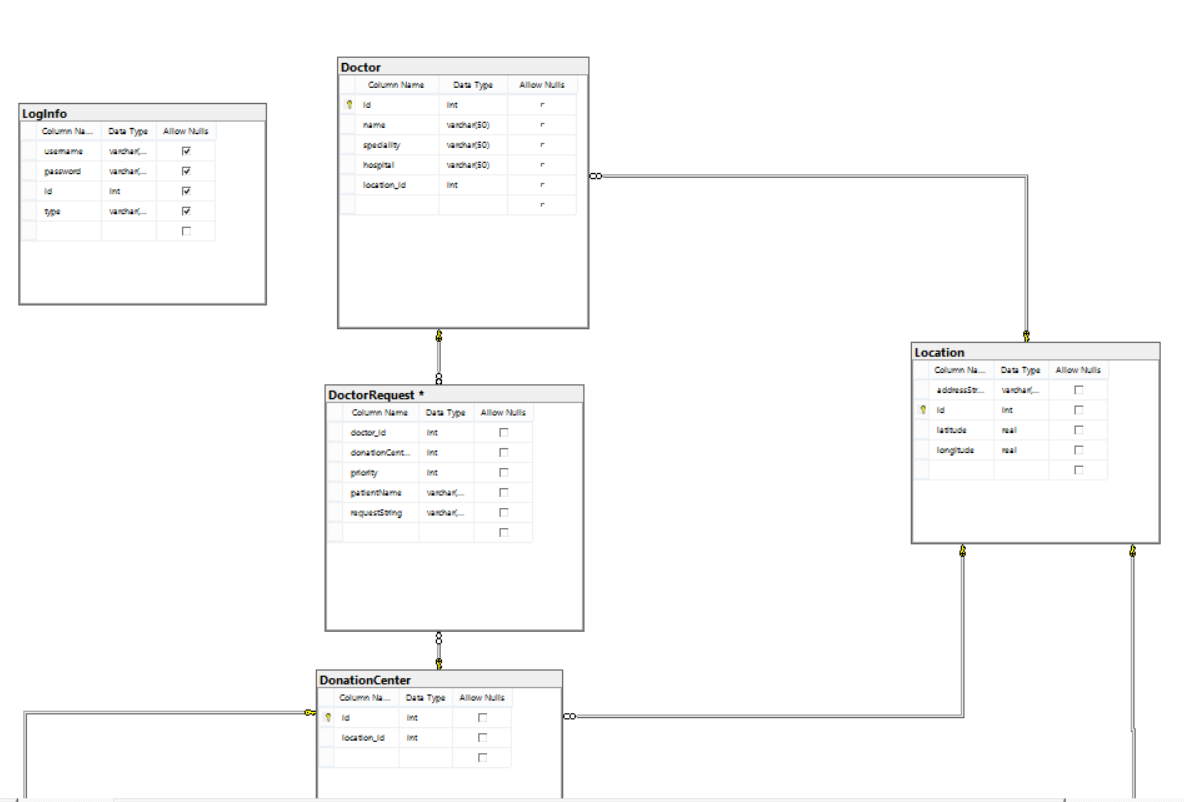 Doctor
Column Name Data Type Allow Nulls
id int
name varchar(50)
speciality varchar(50)
hospital varchar(50)
location_id int
LogInfo
Column Na... Data Type Allow Nulls
username varchar(...
password varchar(...
id int
type varchar(...
Location
Column Na... Data Type Allow Nulls
addressStr... varchar(...
id int
latitude real
longitude real
DoctorRequest *
Column Name Data Type Allow Nulls
doctor_id int
donationCent... int
priority int
patientName varchar(...
requestString varchar(...
DonationCenter
Column Na... Data Type Allow Nulls
id int
location_id int